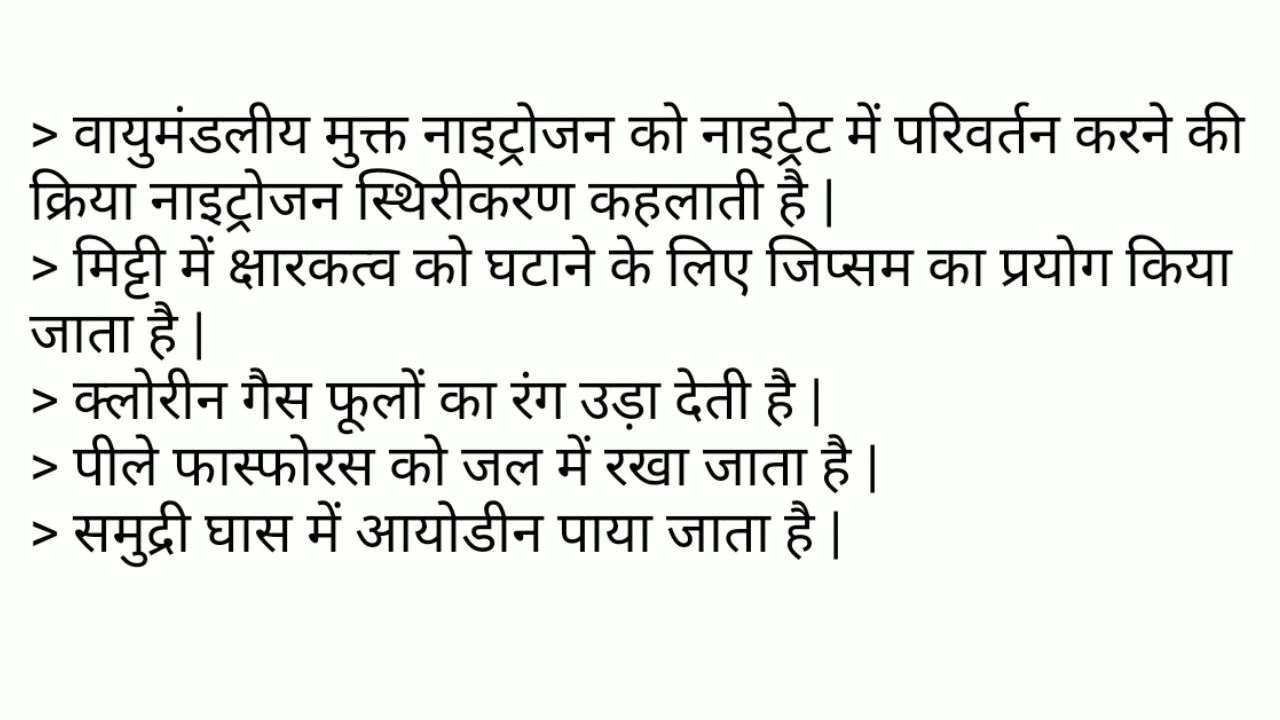 > वायुमंडलीय मुक्त नाइट्रोजन को नाइट्रेट में परिवर्तन करने की
क्रिया नाइट्रोजन स्थिरीकरण कहलाती है |
> मिट्टी में क्षारकत्व को घटाने के लिए जिप्सम का प्रयोग किया
जाता है |
> क्लोरीन गैस फूलों का रंग उड़ा देती है |
> पीले फास्फोरस को जल में रखा जाता है |
> समुद्री घास में आयोडीन पाया जाता है |